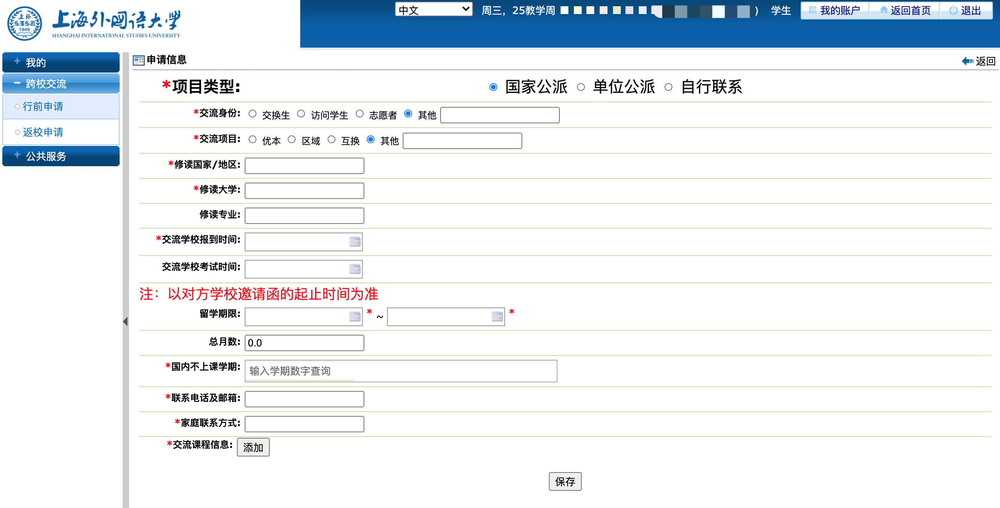 上外
SISU
1949
上海外国语大学
SHANGHAI INTERNATIONAL STUDIES UNIVERSITY
中文
周三，25教学周
)
学生
我的账户
返回首页
退出
我的
跨校交流
行前申请
返校申请
公共服务
申请信息
返回
*项目类型: 国家公派 单位公派 自行联系
*交流身份: 交换生 访问学生 志愿者 其他
*交流项目: 优本 区域 互换 其他
*修读国家/地区:
*修读大学:
修读专业:
*交流学校报到时间:
交流学校考试时间:
注：以对方学校邀请函的起止时间为准
留学期限: * ~ *
总月数: 0.0
*国内不上课学期: 输入学期数字查询
*联系电话及邮箱:
*家庭联系方式:
*交流课程信息: 添加
保存